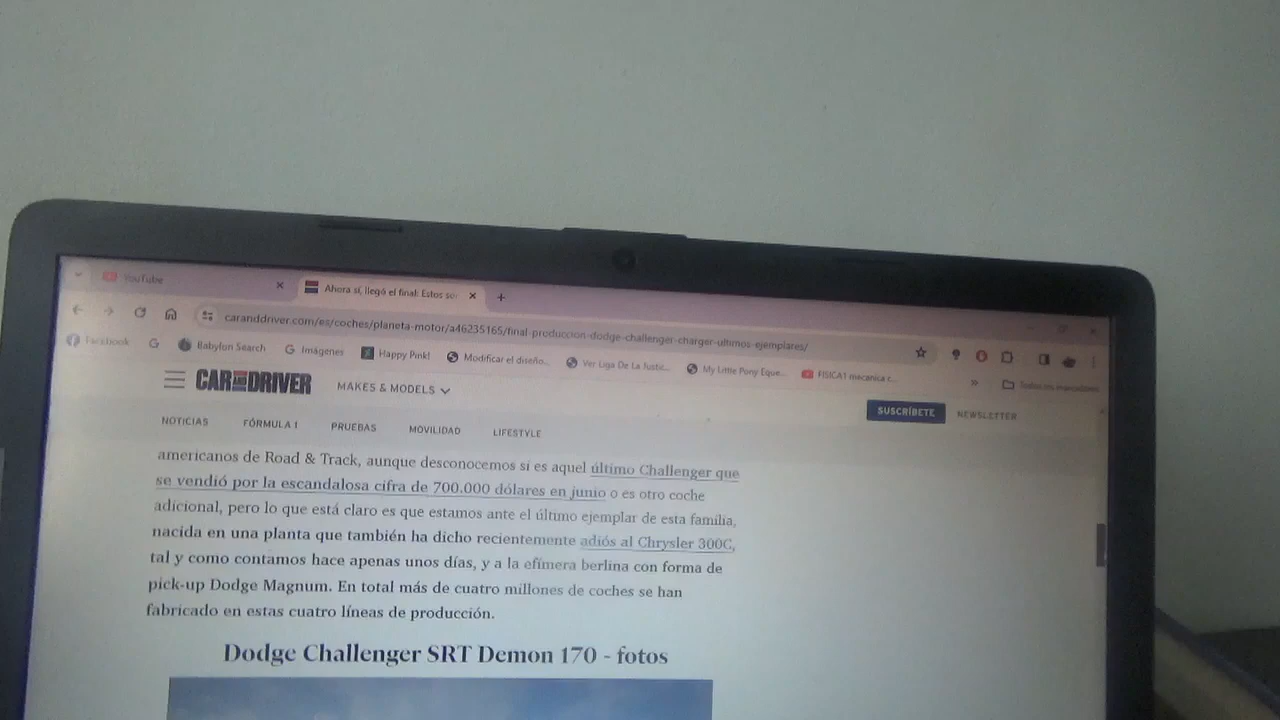 YouTube
Ahora sí, llegó el final: Estos so
caranddriver.com/es/coches/planeta-motor/a46235165/final-produccion-dodge-challenger-charger-ultimos-ejemplares/
Facebook Babylon Search Imágenes Happy Pink! Modificar el diseño... Ver Liga De La Justic... My Little Pony Eque... FISICA1 mecanica c... » Todos los marcadores
CAR AND DRIVER MAKES & MODELS SUSCRÍBETE NEWSLETTER
NOTICIAS FÓRMULA 1 PRUEBAS MOVILIDAD LIFESTYLE
americanos de Road & Track, aunque desconocemos si es aquel último Challenger que
se vendió por la escandalosa cifra de 700.000 dólares en junio o es otro coche
adicional, pero lo que está claro es que estamos ante el último ejemplar de esta familia,
nacida en una planta que también ha dicho recientemente adiós al Chrysler 300C,
tal y como contamos hace apenas unos días, y a la efímera berlina con forma de
pick-up Dodge Magnum. En total más de cuatro millones de coches se han
fabricado en estas cuatro líneas de producción.
Dodge Challenger SRT Demon 170 - fotos